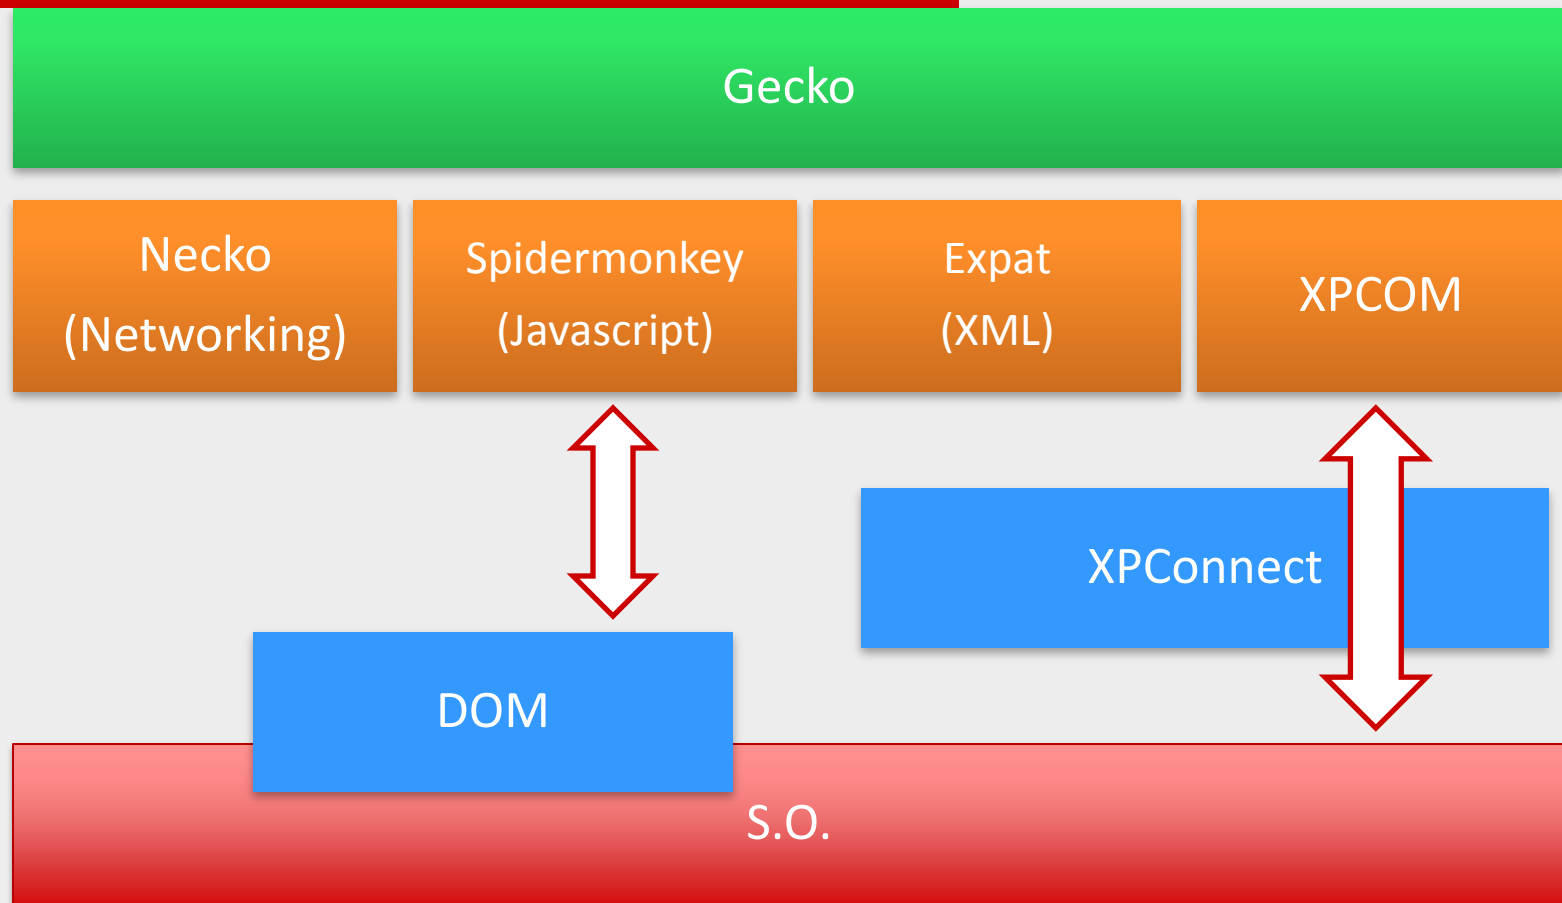 Gecko
Necko
(Networking)
Spidermonkey
(Javascript)
Expat
(XML)
XPCOM
XPConnect
DOM
S.O.